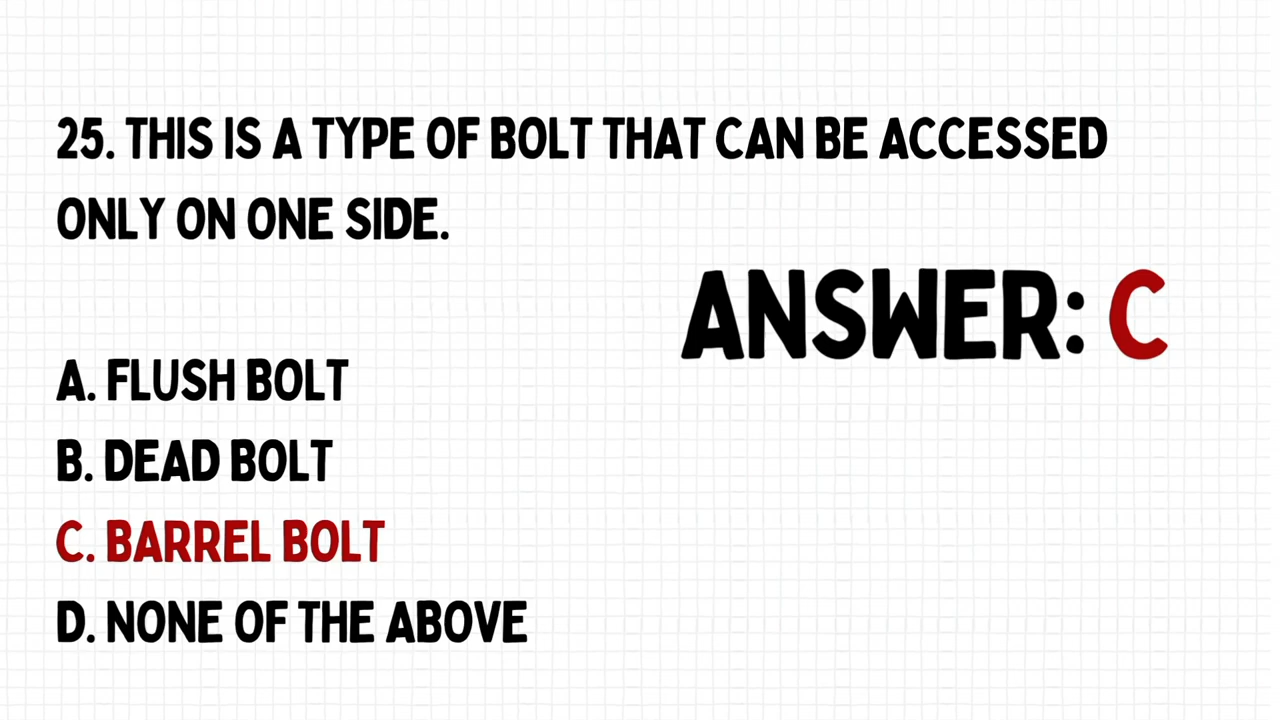 25. THIS IS A TYPE OF BOLT THAT CAN BE ACCESSED
ONLY ON ONE SIDE.
ANSWER: C
A. FLUSH BOLT
B. DEAD BOLT
C. BARREL BOLT
D. NONE OF THE ABOVE